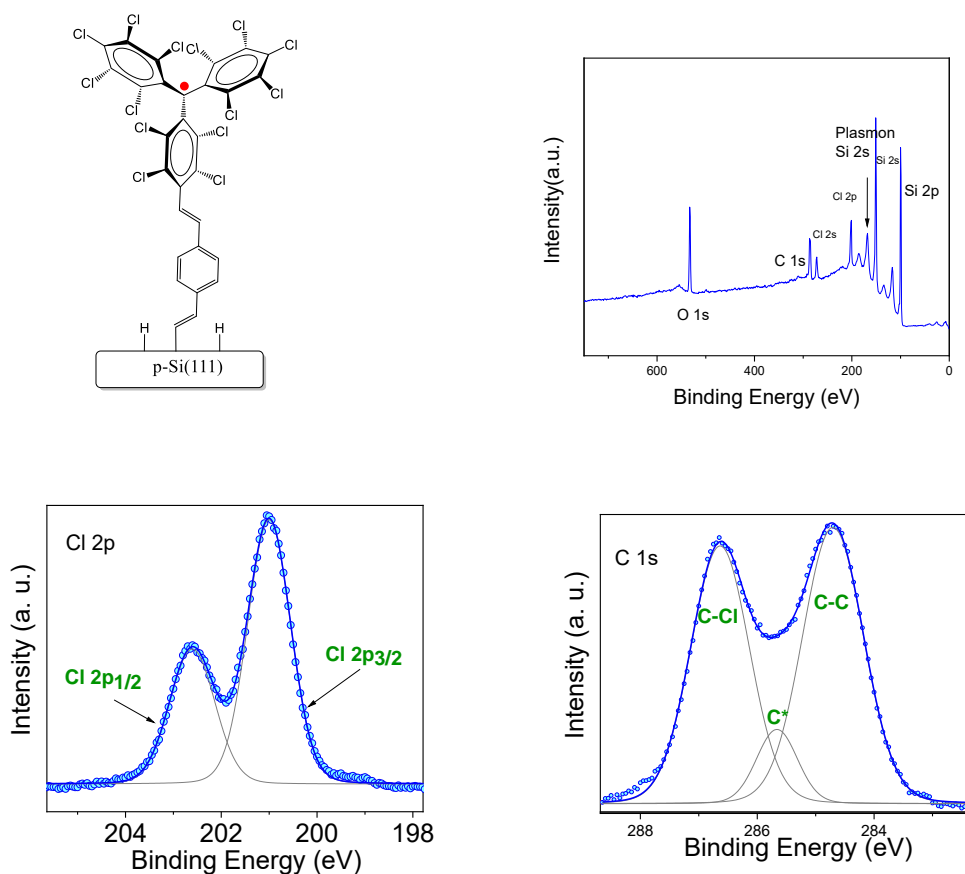 Cl
Cl
Cl
Cl
Cl
Cl
Cl
Cl
Cl
Cl
Cl
Cl
Cl
Cl
H
H
p-Si(111)
Intensity(a.u.)
Plasmon
Si 2s
Si 2s
Si 2p
Cl 2p
Cl 2s
C 1s
O 1s
600
400
200
0
Binding Energy (eV)
Cl 2p
Cl 2p1/2
Cl 2p3/2
Intensity (a. u.)
204
202
200
198
Binding Energy (eV)
C 1s
C-Cl
C-C
C*
Intensity (a. u.)
288
286
284
Binding Energy (eV)